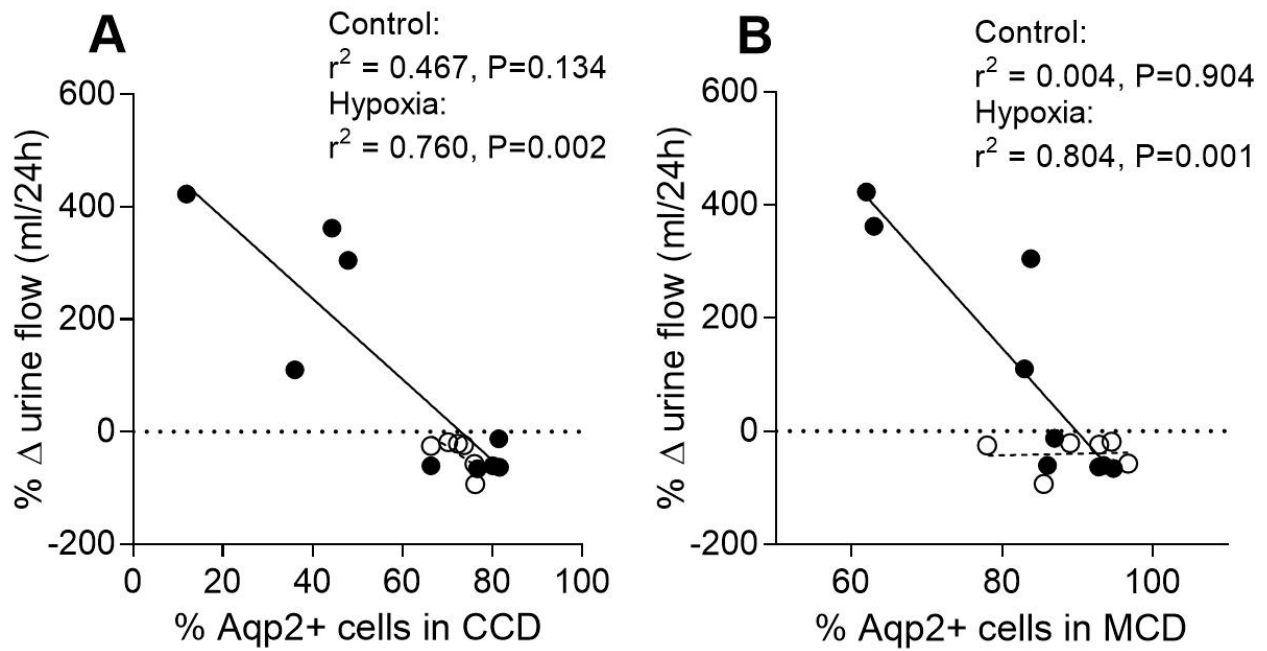 A
Control:
r² = 0.467, P=0.134
Hypoxia:
r² = 0.760, P=0.002
600
400
200
0
-200
% Δ urine flow (ml/24h)
0 20 40 60 80 100
% Aqp2+ cells in CCD
B
Control:
r² = 0.004, P=0.904
Hypoxia:
r² = 0.804, P=0.001
600
400
200
0
-200
% Δ urine flow (ml/24h)
60 80 100
% Aqp2+ cells in MCD